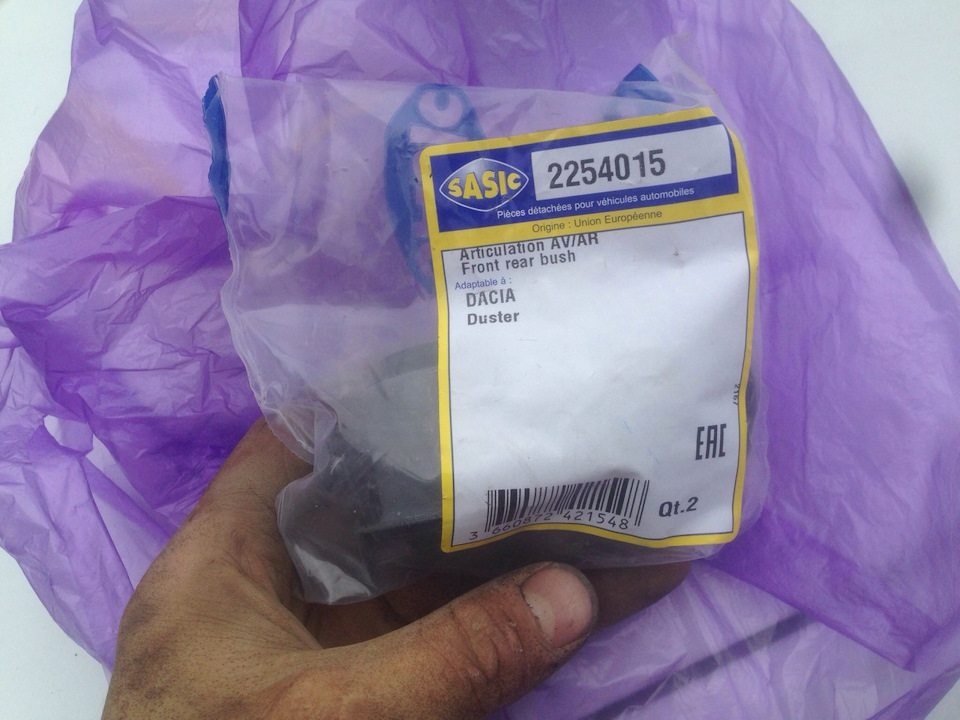 SASIC
2254015
Pièces détachées pour véhicules automobiles
Origine : Union Européenne
Articulation AV/AR
Front rear bush
Adaptable à :
DACIA
Duster
2167
EAC
3 660872 421548
Qt.2